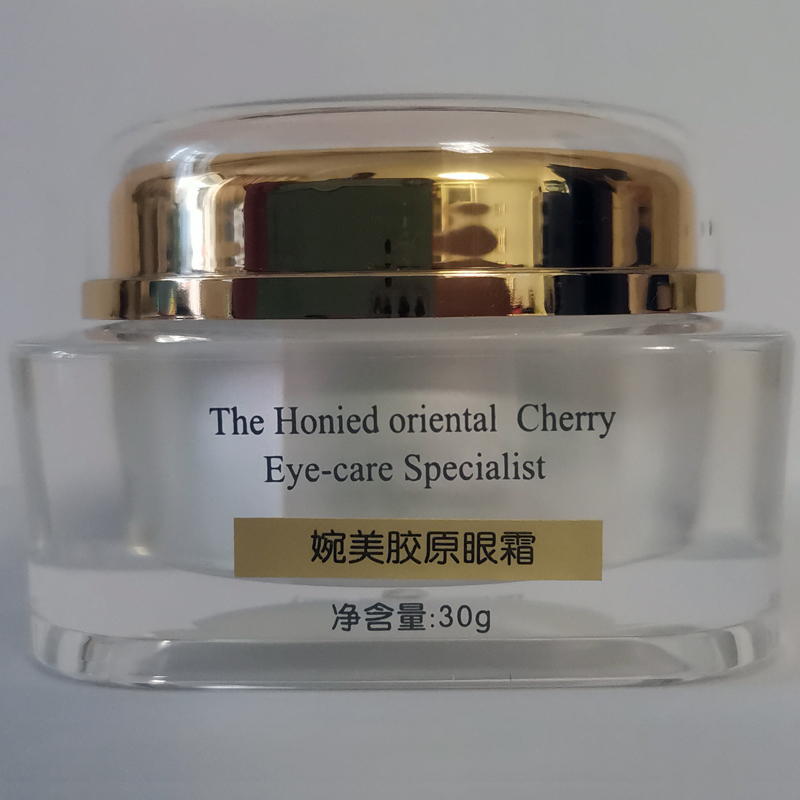 The Honied oriental Cherry
Eye-care Specialist
婉美胶原眼霜
净含量:30g